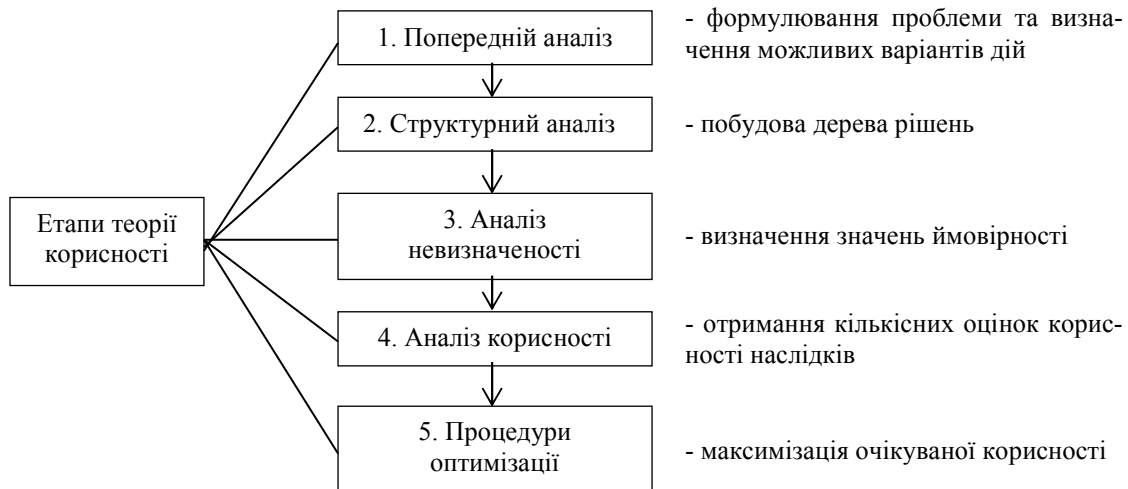 1. Попередній аналіз
- формулювання проблеми та визна-
чення можливих варіантів дій
2. Структурний аналіз
- побудова дерева рішень
Етапи теорії
корисності
3. Аналіз
невизначеності
- визначення значень ймовірності
4. Аналіз корисності
- отримання кількісних оцінок корис-
ності наслідків
5. Процедури
оптимізації
- максимізація очікуваної корисності